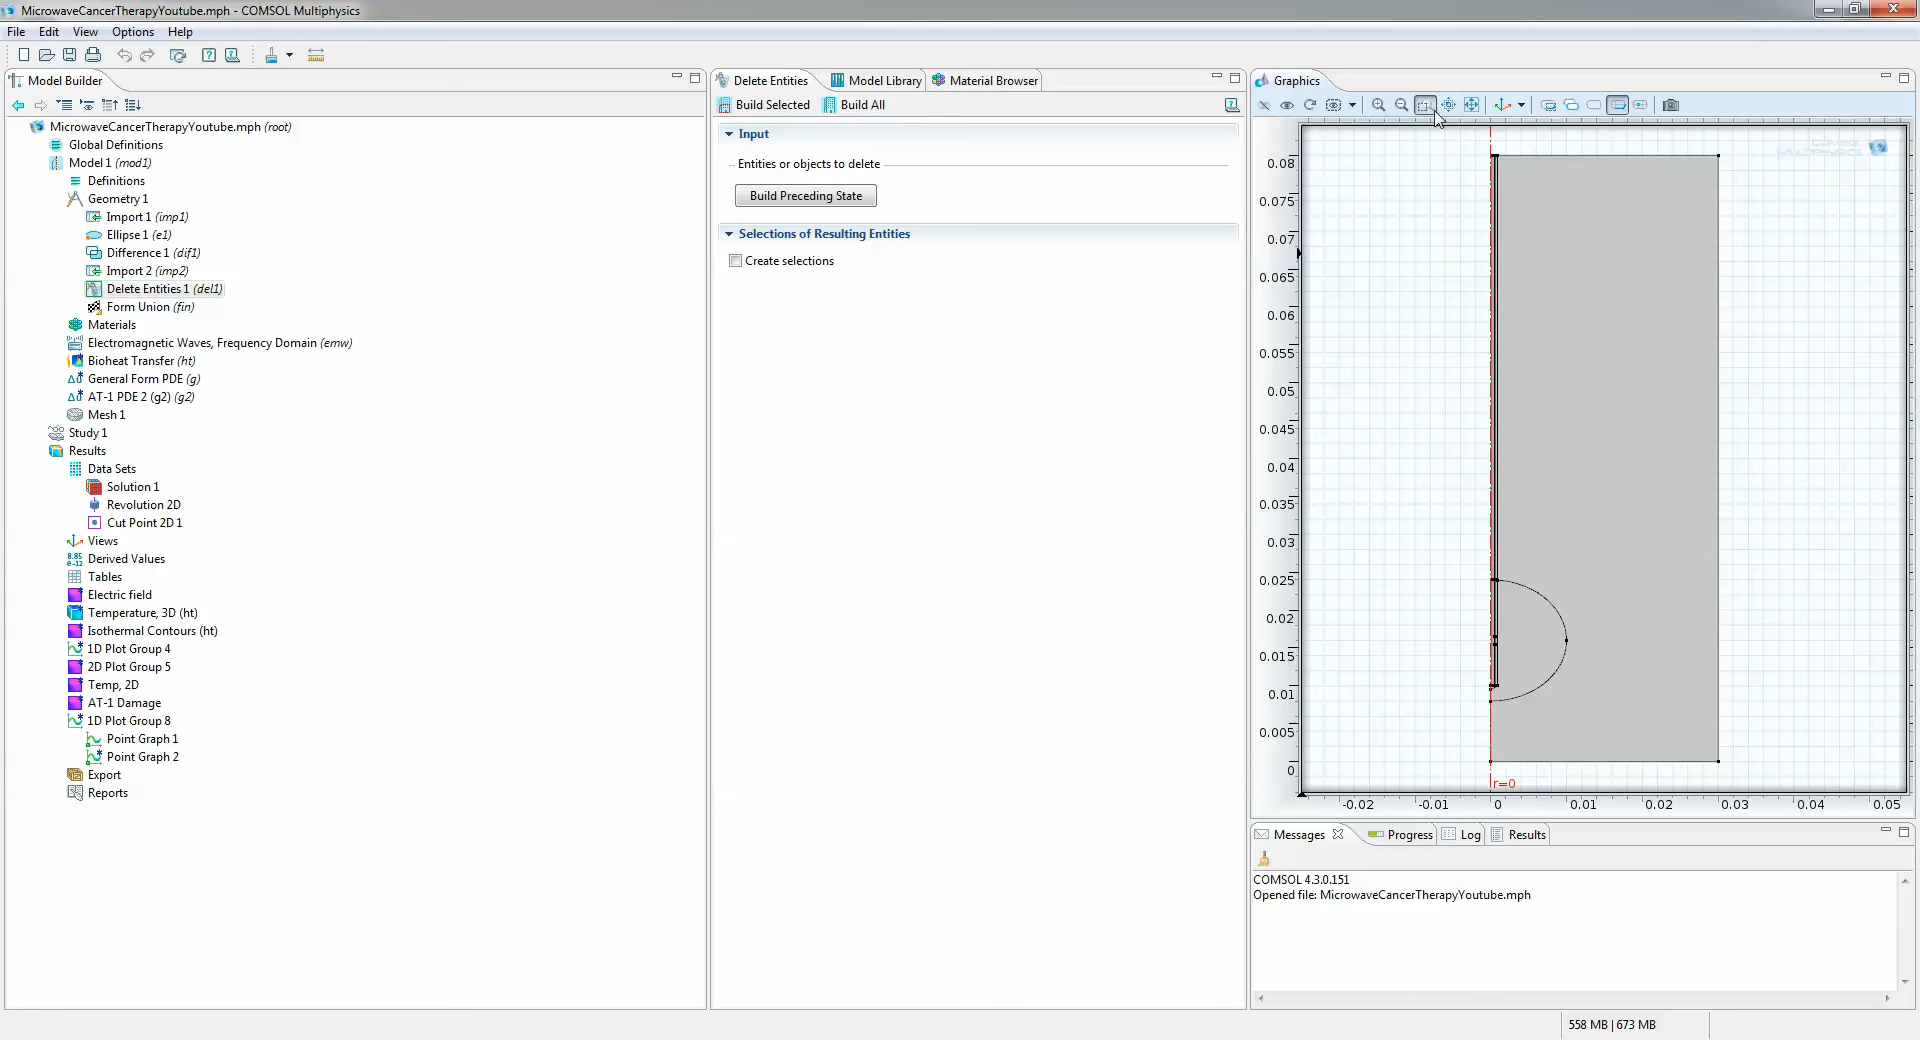 MicrowaveCancerTherapyYoutube.mph - COMSOL Multiphysics
File Edit View Options Help
Model Builder
MicrowaveCancerTherapyYoutube.mph (root)
Global Definitions
Model 1 (mod1)
Definitions
Geometry 1
Import 1 (imp1)
Ellipse 1 (e1)
Difference 1 (dif1)
Import 2 (imp2)
Delete Entities 1 (del1)
Form Union (fin)
Materials
Electromagnetic Waves, Frequency Domain (emw)
Bioheat Transfer (ht)
General Form PDE (g)
AT-1 PDE 2 (g2) (g2)
Mesh 1
Study 1
Results
Data Sets
Solution 1
Revolution 2D
Cut Point 2D 1
Views
8.85
e-12
Derived Values
Tables
Electric field
Temperature, 3D (ht)
Isothermal Contours (ht)
1D Plot Group 4
2D Plot Group 5
Temp, 2D
AT-1 Damage
1D Plot Group 8
Point Graph 1
Point Graph 2
Export
Reports
Delete Entities Model Library Material Browser
Build Selected Build All
Input
Entities or objects to delete
Build Preceding State
Selections of Resulting Entities
Create selections
Graphics
COMSOL
MULTIPHYSICS
0.08
0.075
0.07
0.065
0.06
0.055
0.05
0.045
0.04
0.035
0.03
0.025
0.02
0.015
0.01
0.005
0
r=0
-0.02 -0.01 0 0.01 0.02 0.03 0.04 0.05
Messages Progress Log Results
COMSOL 4.3.0.151
Opened file: MicrowaveCancerTherapyYoutube.mph
558 MB | 673 MB